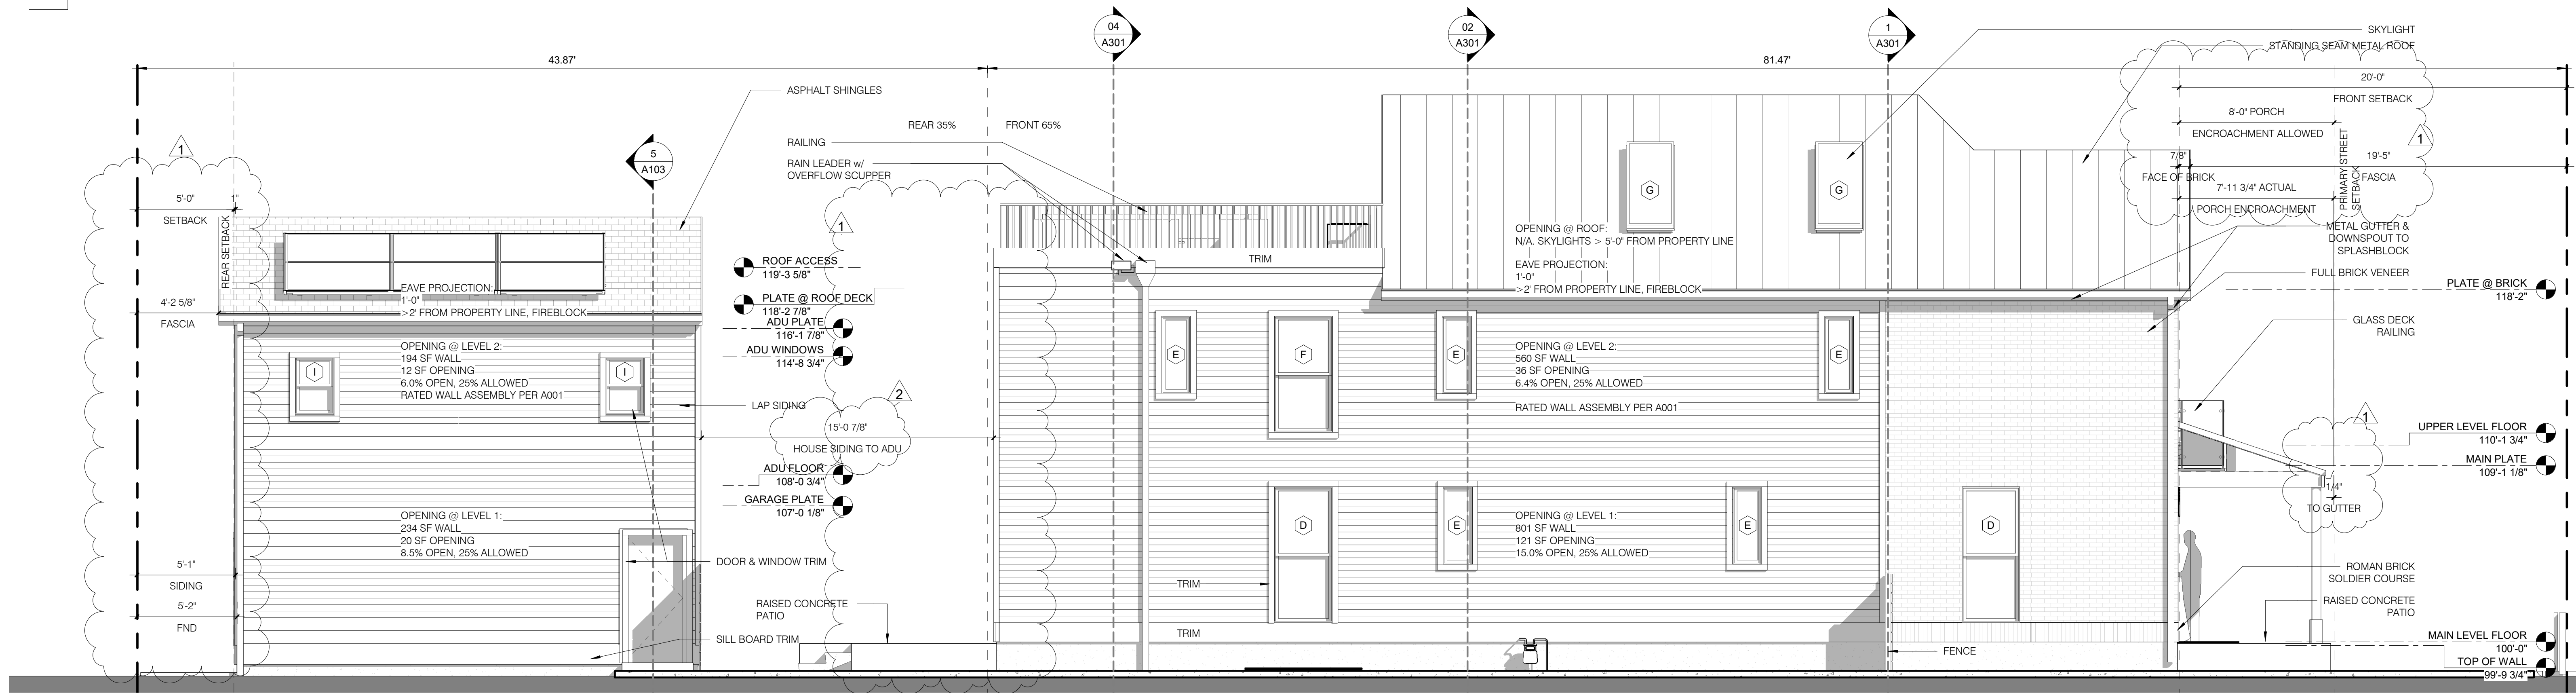 04
A301
02
A301
1
A301
SKYLIGHT
STANDING SEAM METAL ROOF
43.87'
81.47'
20'-0"
FRONT SETBACK
ASPHALT SHINGLES
8'-0" PORCH
ENCROACHMENT ALLOWED
REAR 35%
FRONT 65%
1
1
RAILING
5
A103
RAIN LEADER w/
OVERFLOW SCUPPER
7/8"
FACE OF BRICK
19'-5"
FASCIA
PRIMARY STREET
SETBACK
7'-11 3/4" ACTUAL
PORCH ENCROACHMENT
5'-0"
SETBACK
1"
REAR SETBACK
G
G
1
OPENING @ ROOF:
N/A. SKYLIGHTS > 5'-0" FROM PROPERTY LINE
EAVE PROJECTION:
1'-0"
>2' FROM PROPERTY LINE, FIREBLOCK
METAL GUTTER &
DOWNSPOUT TO
SPLASHBLOCK
FULL BRICK VENEER
TRIM
ROOF ACCESS
119'-3 5/8"
PLATE @ ROOF DECK
118'-2 7/8"
ADU PLATE
116'-1 7/8"
ADU WINDOWS
114'-8 3/4"
PLATE @ BRICK
118'-2"
EAVE PROJECTION:
1'-0"
>2' FROM PROPERTY LINE, FIREBLOCK
4'-2 5/8"
FASCIA
GLASS DECK
RAILING
OPENING @ LEVEL 2:
194 SF WALL
12 SF OPENING
6.0% OPEN, 25% ALLOWED
RATED WALL ASSEMBLY PER A001
I
I
E
F
E
E
OPENING @ LEVEL 2:
560 SF WALL
36 SF OPENING
6.4% OPEN, 25% ALLOWED
RATED WALL ASSEMBLY PER A001
2
LAP SIDING
15'-0 7/8"
HOUSE SIDING TO ADU
1
UPPER LEVEL FLOOR
110'-1 3/4"
MAIN PLATE
109'-1 1/8"
ADU FLOOR
108'-0 3/4"
GARAGE PLATE
107'-0 1/8"
1/4"
TO GUTTER
OPENING @ LEVEL 1:
234 SF WALL
20 SF OPENING
8.5% OPEN, 25% ALLOWED
D
E
E
D
OPENING @ LEVEL 1:
801 SF WALL
121 SF OPENING
15.0% OPEN, 25% ALLOWED
5'-1"
SIDING
5'-2"
FND
DOOR & WINDOW TRIM
TRIM
ROMAN BRICK
SOLDIER COURSE
RAISED CONCRETE
PATIO
RAISED CONCRETE
PATIO
SILL BOARD TRIM
TRIM
FENCE
MAIN LEVEL FLOOR
100'-0"
TOP OF WALL
99'-9 3/4"